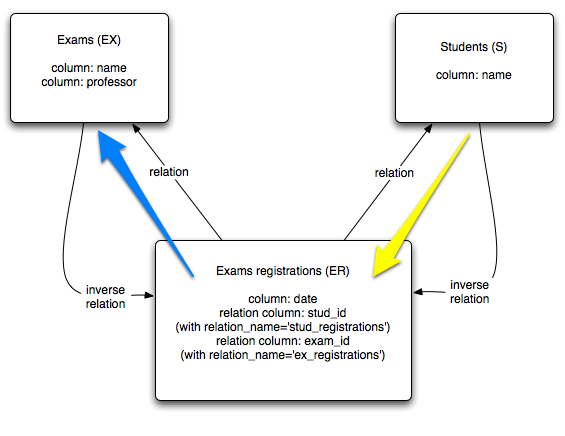 Exams (EX)
column: name
column: professor
Students (S)
column: name
relation
relation
inverse
relation
inverse
relation
Exams registrations (ER)
column: date
relation column: stud_id
(with relation_name='stud_registrations')
relation column: exam_id
(with relation_name='ex_registrations')